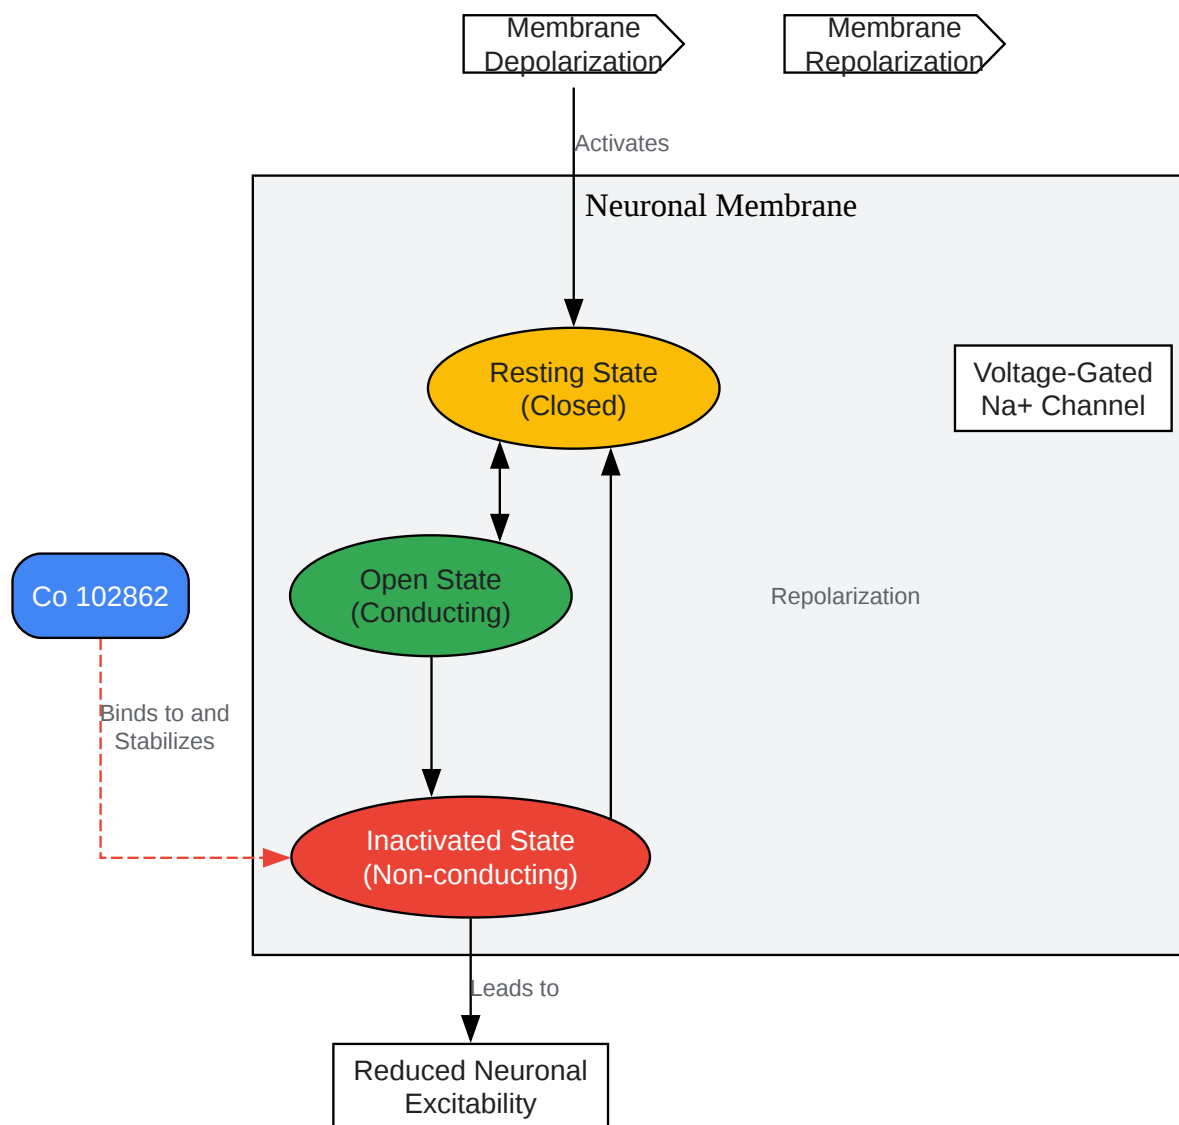 Membrane
Depolarization
Membrane
Repolarization
Activates
Neuronal Membrane
Resting State
(Closed)
Voltage-Gated
Na+ Channel
Open State
(Conducting)
Co 102862
Repolarization
Binds to and
Stabilizes
Inactivated State
(Non-conducting)
Leads to
Reduced Neuronal
Excitability